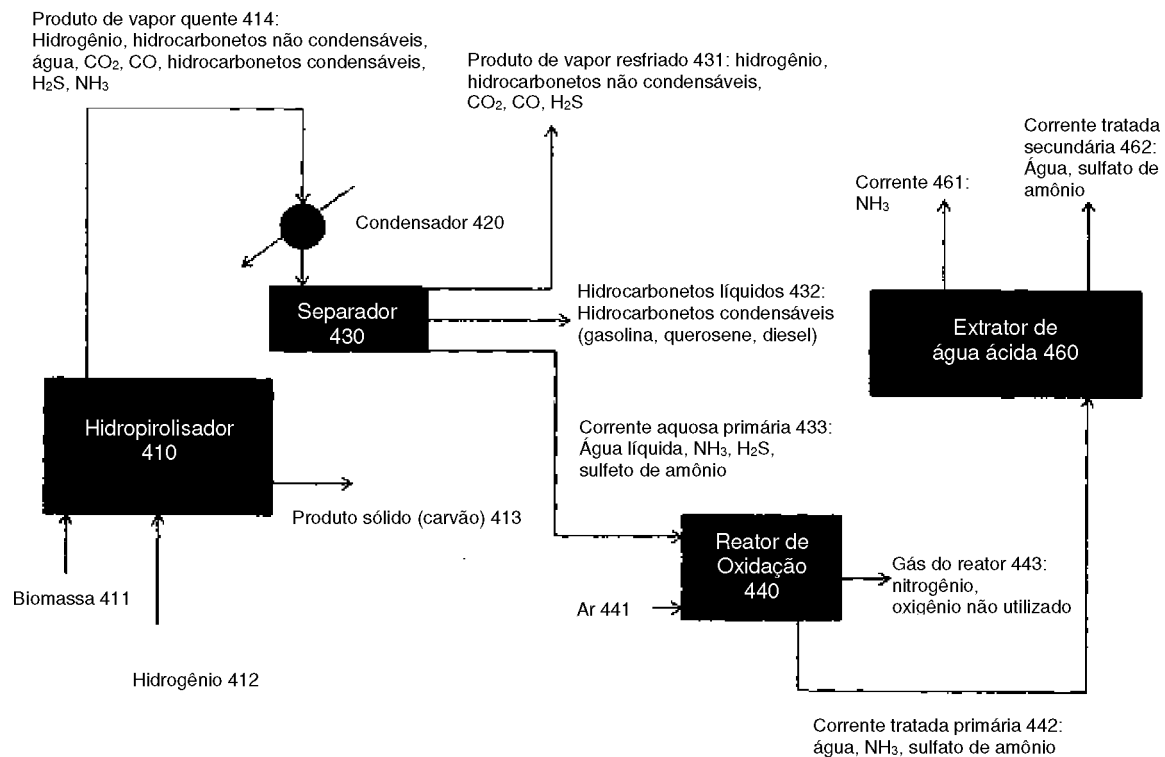 Produto de vapor quente 414:
Hidrogênio, hidrocarbonetos não condensáveis,
água, CO₂, CO, hidrocarbonetos condensáveis,
H₂S, NH₃
Produto de vapor resfriado 431: hidrogênio,
hidrocarbonetos não condensáveis,
CO₂, CO, H₂S
Corrente tratada
secundária 462:
Água, sulfato de
amônio
Corrente 461:
NH₃
Condensador 420
Separador
430
Hidrocarbonetos líquidos 432:
Hidrocarbonetos condensáveis
(gasolina, querosene, diesel)
Extrator de
água ácida 460
Hidropirolisador
410
Corrente aquosa primária 433:
Água líquida, NH₃, H₂S,
sulfeto de amônio
Produto sólido (carvão) 413
Reator de
Oxidação
440
Gás do reator 443:
nitrogênio,
oxigênio não utilizado
Biomassa 411
Ar 441
Hidrogênio 412
Corrente tratada primária 442:
água, NH₃, sulfato de amônio